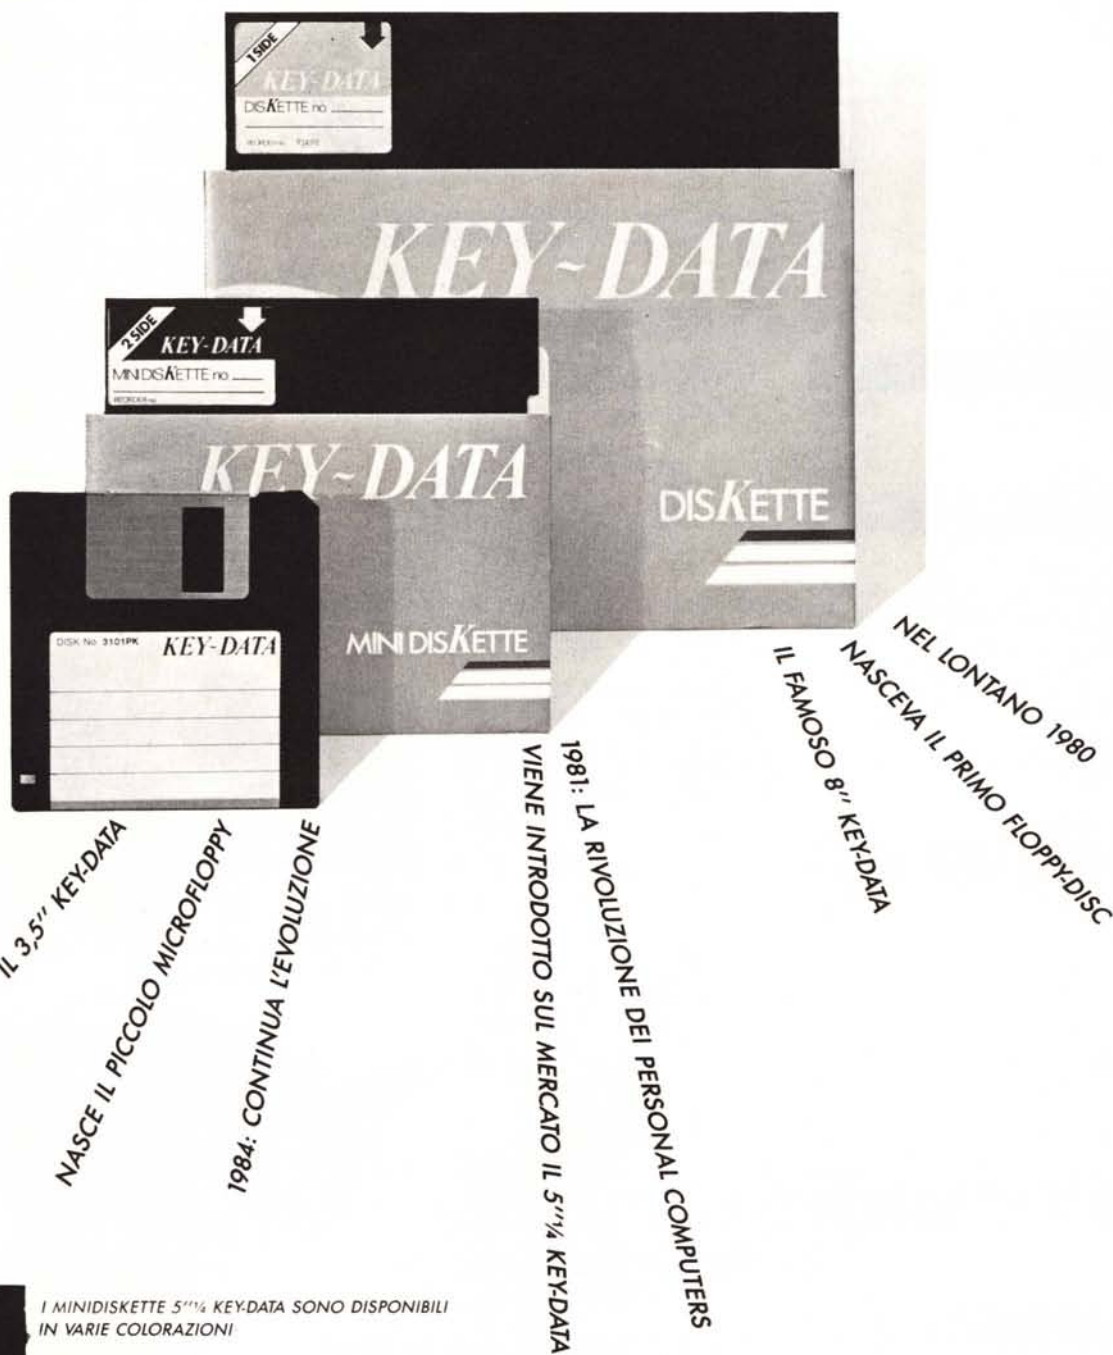 1 SIDE
KEY-DATA
DISKETTE no
KEY~DATA
DISKETTE
2 SIDE
KEY-DATA
MINI DISKETTE no
KEY~DATA
MINI DISKETTE
DISK No 3101PK KEY-DATA
NEL LONTANO 1980
NASCEVA IL PRIMO FLOPPY-DISC
IL FAMOSO 8" KEY-DATA
1981: LA RIVOLUZIONE DEI PERSONAL COMPUTERS
VIENE INTRODOTTO SUL MERCATO IL 5"¼ KEY-DATA
1984: CONTINUA L'EVOLUZIONE
NASCE IL PICCOLO MICROFLOPPY
IL 3,5" KEY-DATA
I MINIDISKETTE 5"¼ KEY-DATA SONO DISPONIBILI
IN VARIE COLORAZIONI